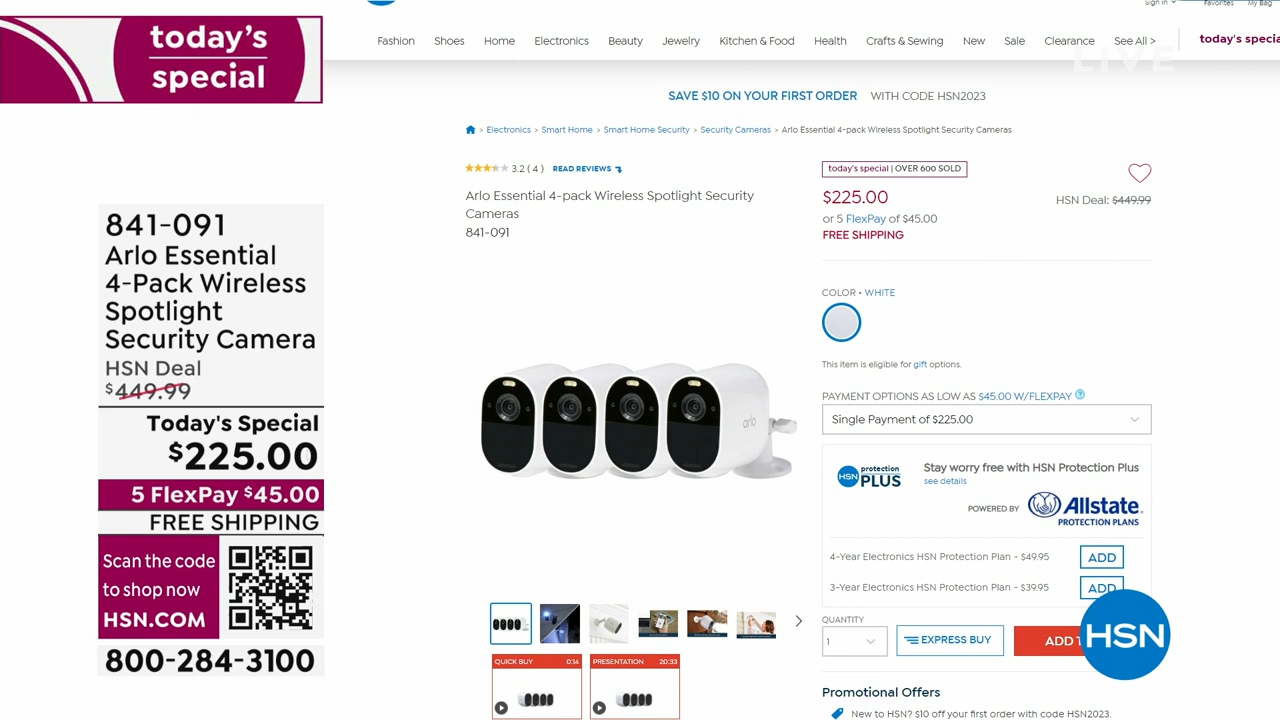 today's
special
841-091
Arlo Essential
4-Pack Wireless
Spotlight
Security Camera
HSN Deal
$449.99
Today's Special
$225.00
5 FlexPay $45.00
FREE SHIPPING
Scan the code
to shop now
HSN.COM
800-284-3100
Sign in
Favorites
My Bag
Fashion Shoes Home Electronics Beauty Jewelry Kitchen & Food Health Crafts & Sewing New Sale Clearance See All >
today's
LIVE
SAVE $10 ON YOUR FIRST ORDER WITH CODE HSN2023
> Electronics > Smart Home > Smart Home Security > Security Cameras > Arlo Essential 4-pack Wireless Spotlight Security Cameras
3.2 ( 4 ) READ REVIEWS
Arlo Essential 4-pack Wireless Spotlight Security
Cameras
841-091
arlo
QUICK BUY 0:14
PRESENTATION 20:33
today's special | OVER 600 SOLD
$225.00
HSN Deal: $449.99
or 5 FlexPay of $45.00
FREE SHIPPING
COLOR • WHITE
This item is eligible for gift options.
PAYMENT OPTIONS AS LOW AS $45.00 W/FLEXPAY ?
Single Payment of $225.00
HSN protection PLUS
Stay worry free with HSN Protection Plus
see details
POWERED BY Allstate.
PROTECTION PLANS
4-Year Electronics HSN Protection Plan - $49.95 ADD
3-Year Electronics HSN Protection Plan - $39.95 ADD
QUANTITY
1
EXPRESS BUY
ADD
HSN
Promotional Offers
New to HSN? $10 off your first order with code HSN2023.